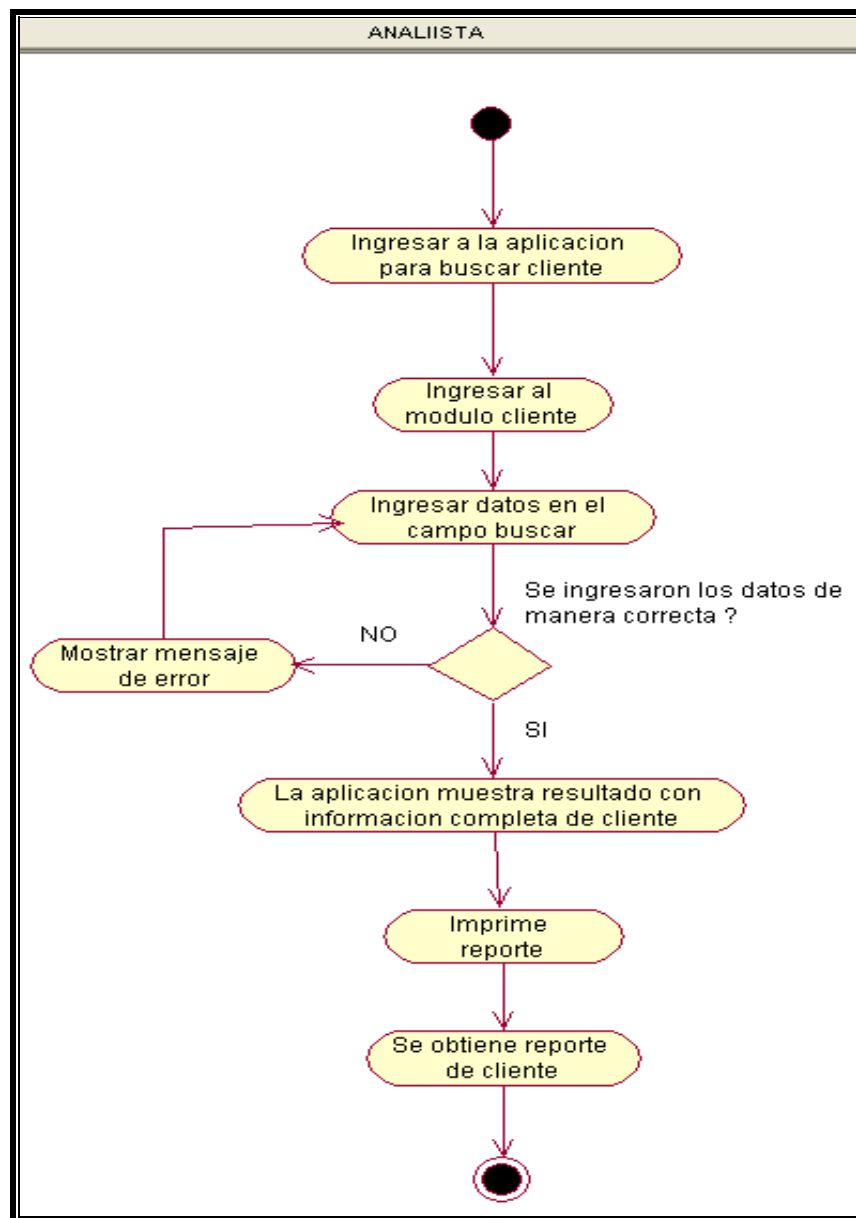 ANALIISTA
Ingresar a la aplicacion
para buscar cliente
Ingresar al
modulo cliente
Ingresar datos en el
campo buscar
Se ingresaron los datos de
manera correcta ?
NO
Mostrar mensaje
de error
SI
La aplicacion muestra resultado con
informacion completa de cliente
Imprime
reporte
Se obtiene reporte
de cliente